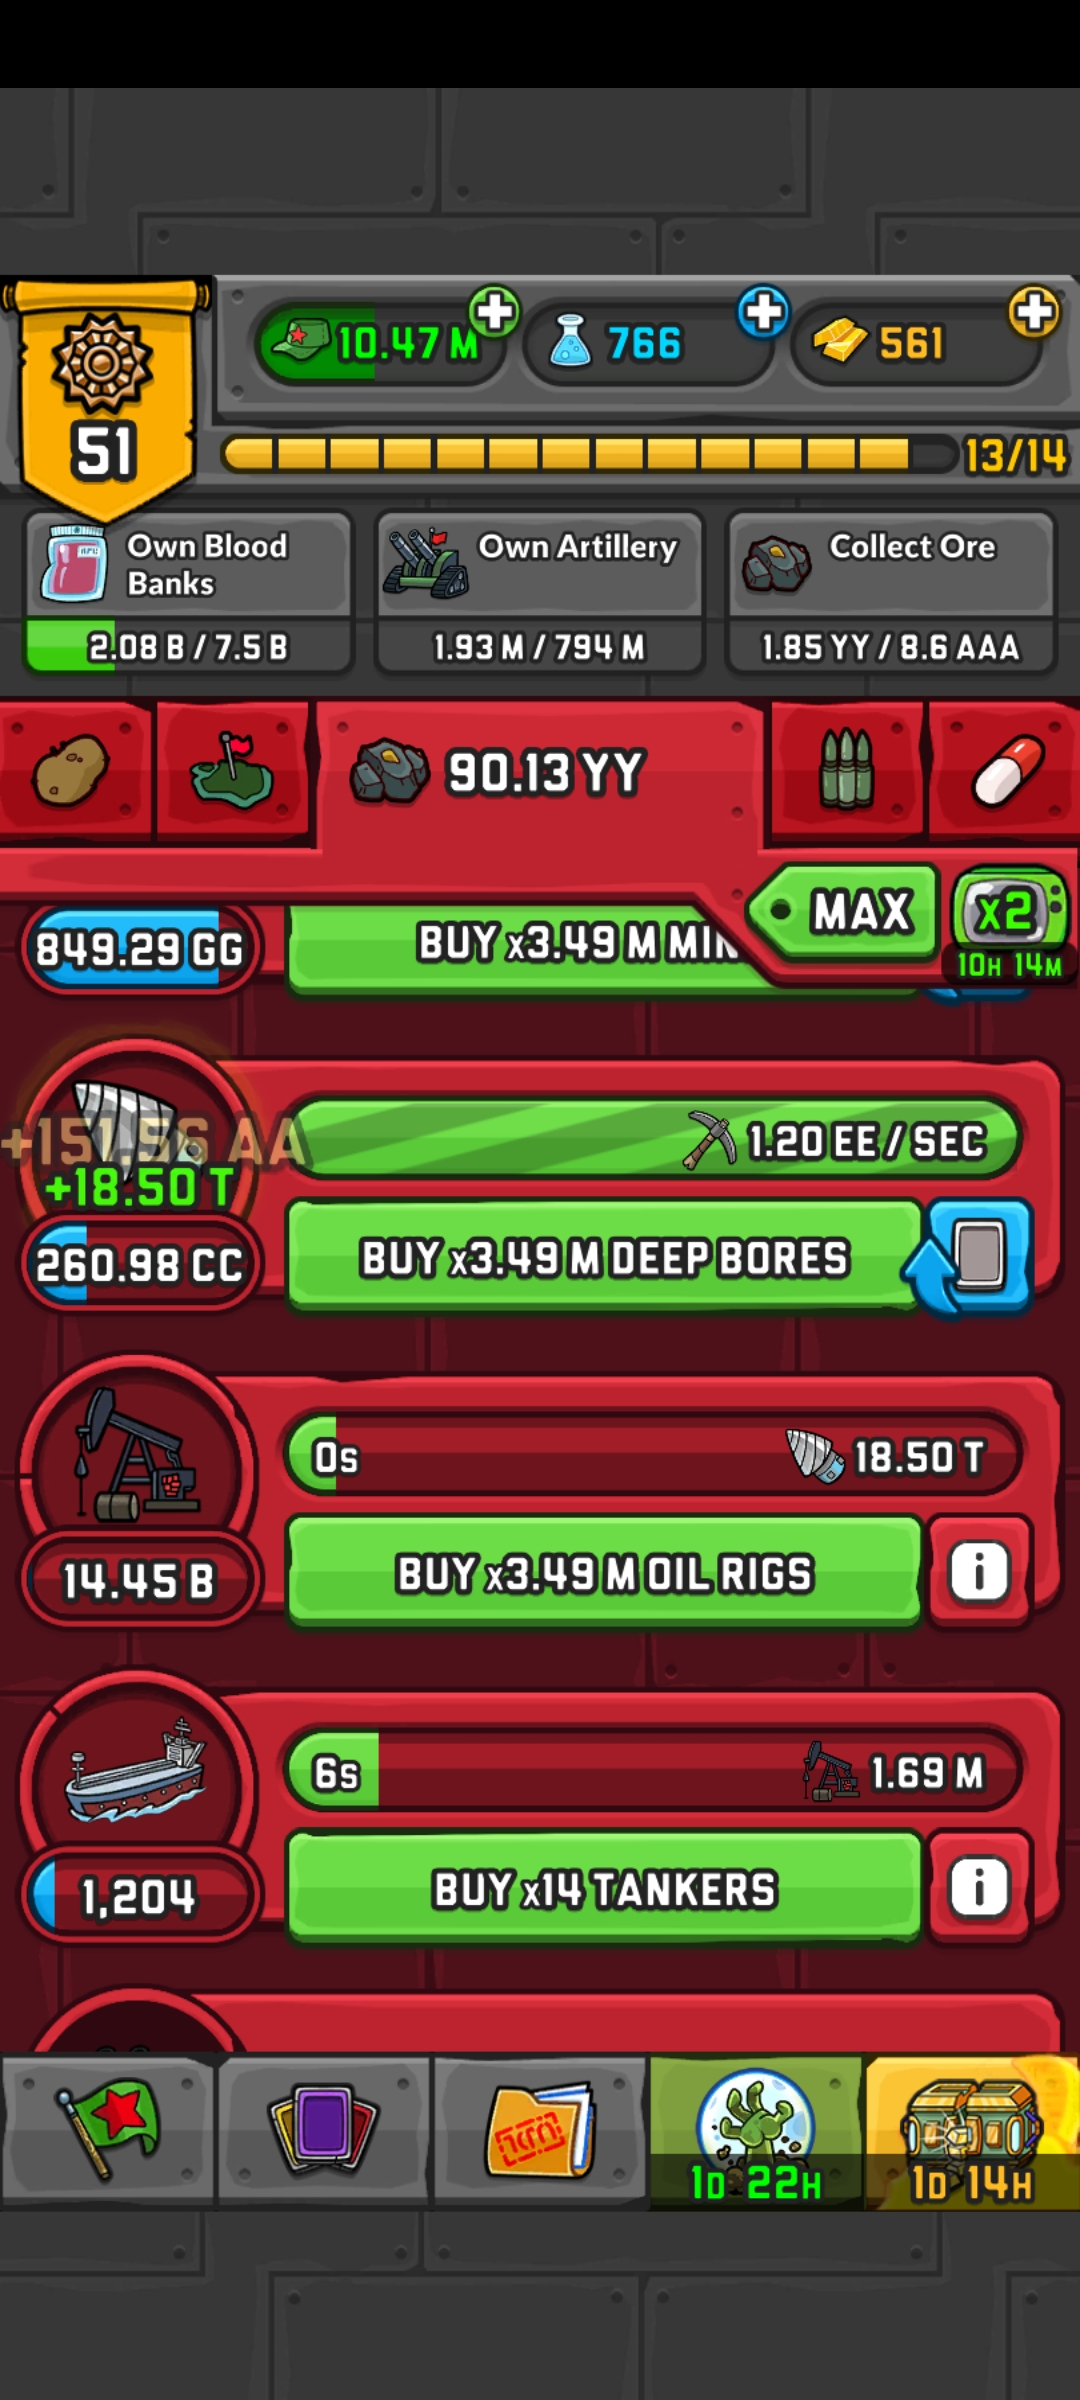 10.47 M
766
561
51
13/14
Own Blood Banks
Own Artillery
Collect Ore
2.08 B / 7.5 B
1.93 M / 794 M
1.85 YY / 8.6 AAA
90.13 YY
MAX
x2
10H 14M
849.29 GG
BUY x3.49 M MIN
+151.56 AA
1.20 EE / SEC
+18.50 T
260.98 CC
BUY x3.49 M DEEP BORES
0s
18.50 T
14.45 B
BUY x3.49 M OIL RIGS
i
6s
1.69 M
1,204
BUY x14 TANKERS
i
1D 22H
1D 14H